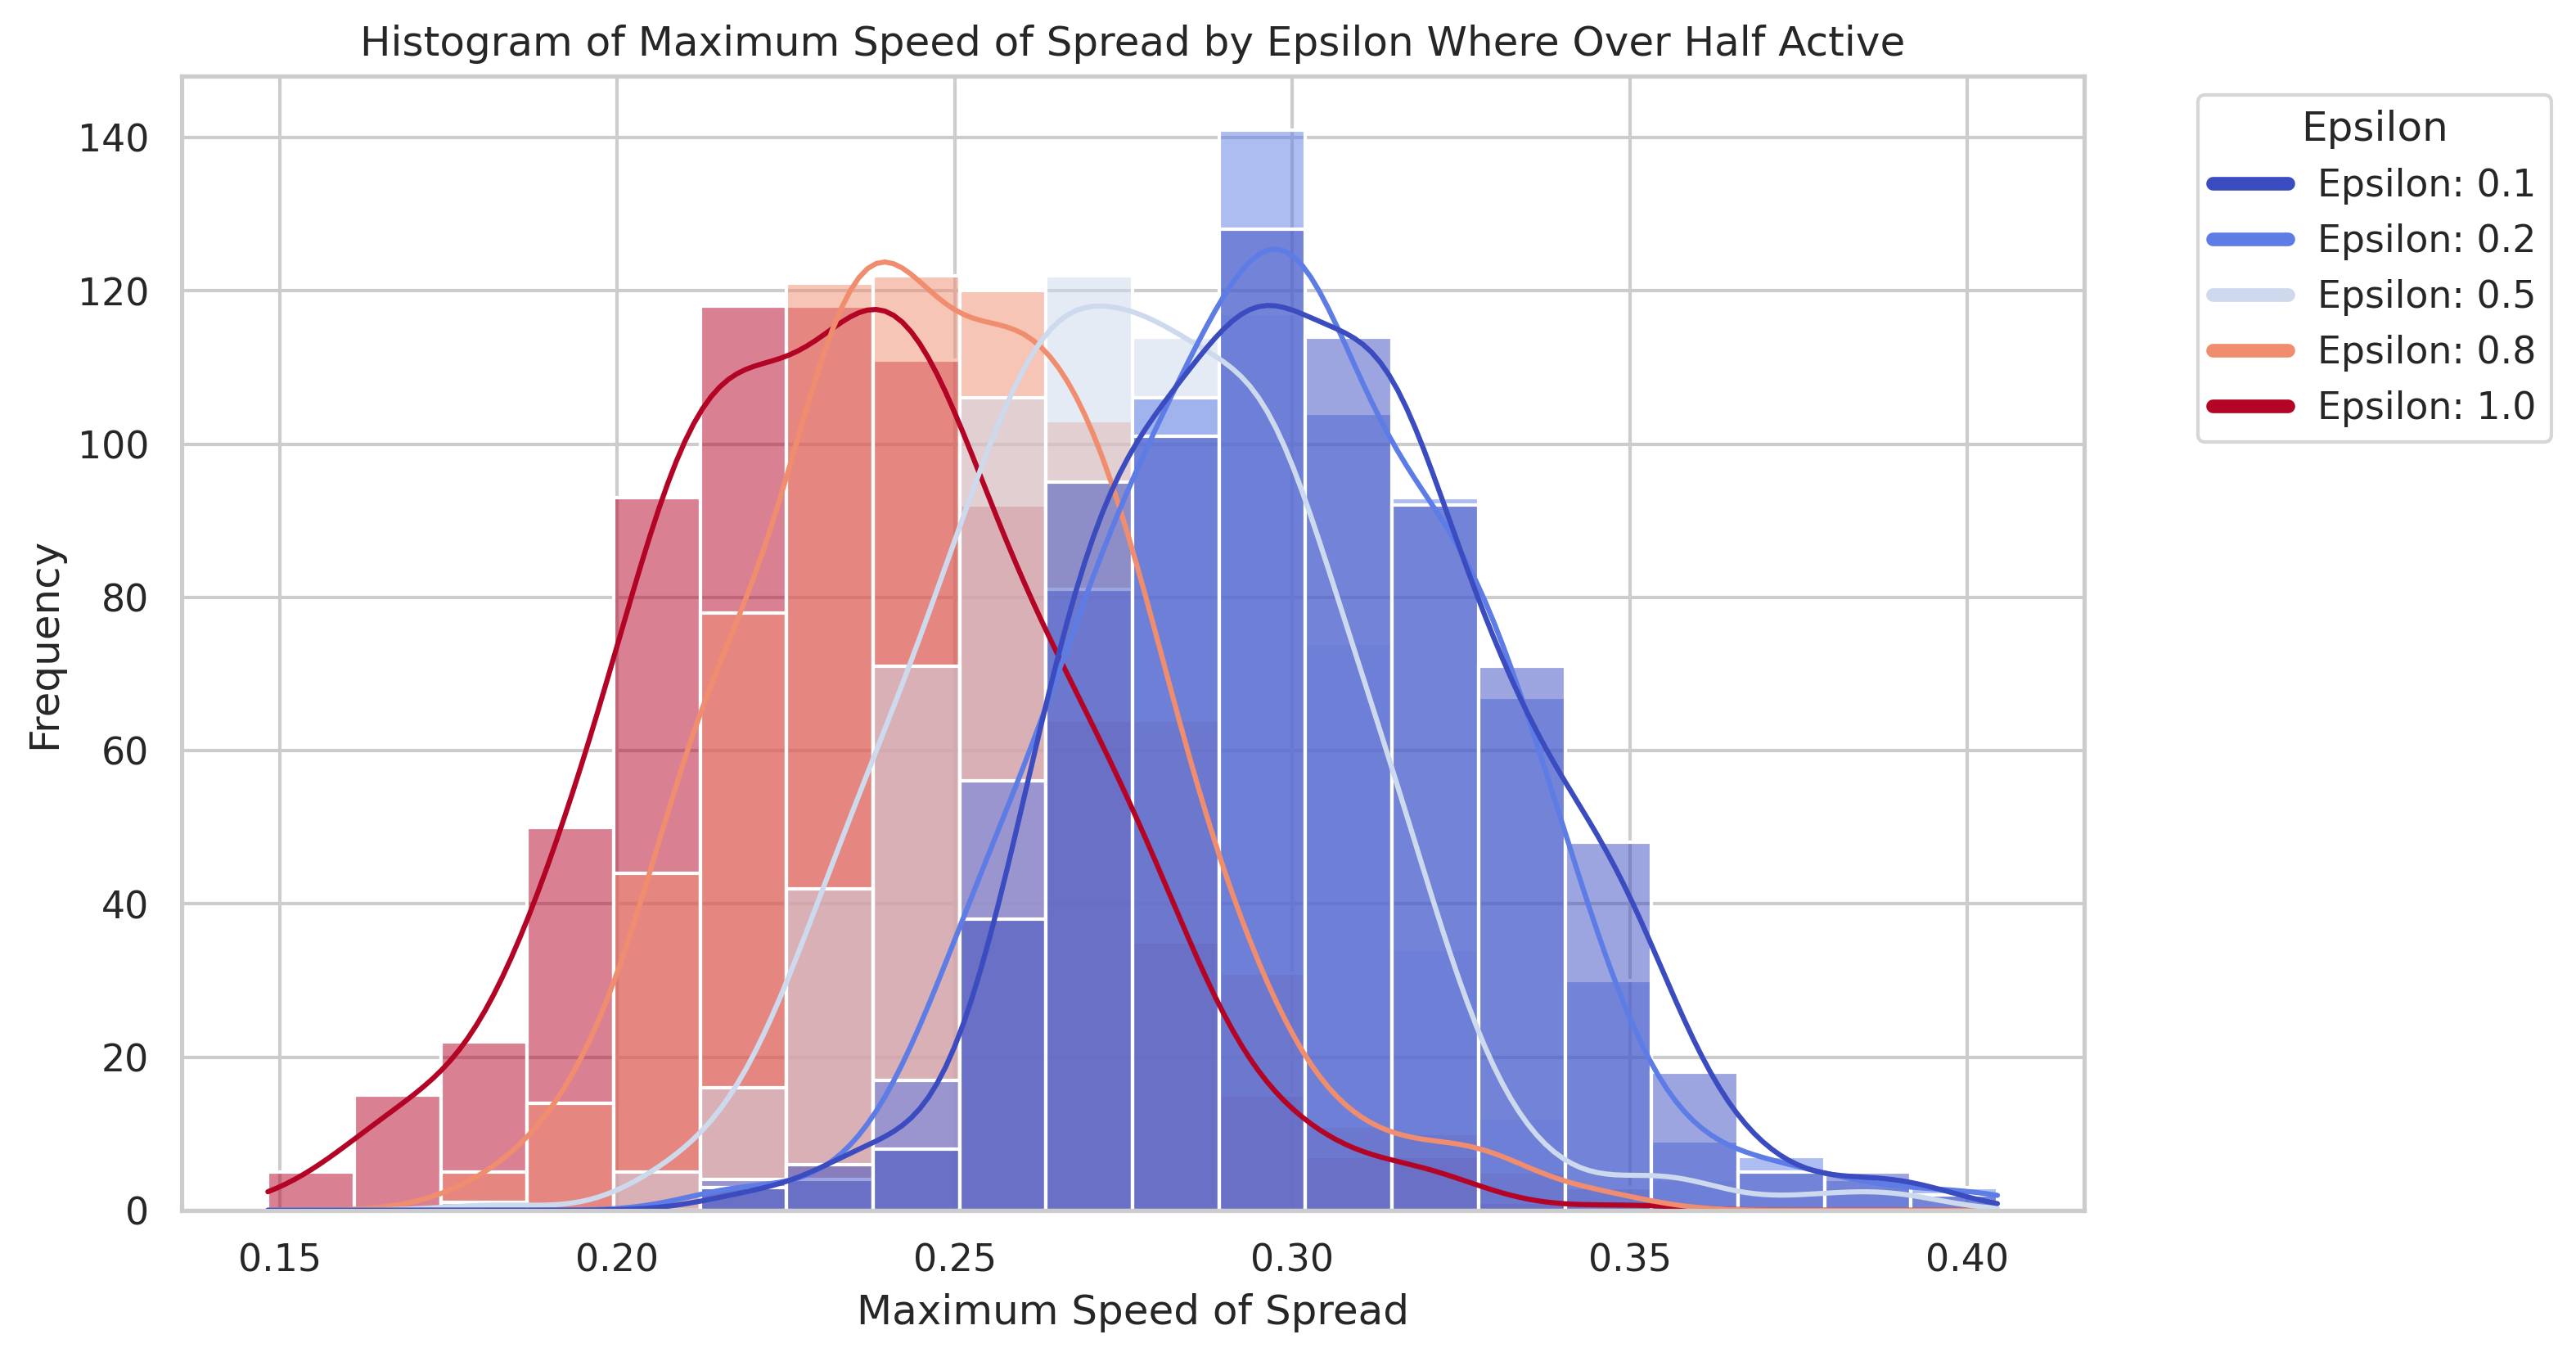 Histogram of Maximum Speed of Spread by Epsilon Where Over Half Active
140
120
100
80
60
40
20
0
Frequency
0.15 0.20 0.25 0.30 0.35 0.40
Maximum Speed of Spread
Epsilon
Epsilon: 0.1
Epsilon: 0.2
Epsilon: 0.5
Epsilon: 0.8
Epsilon: 1.0